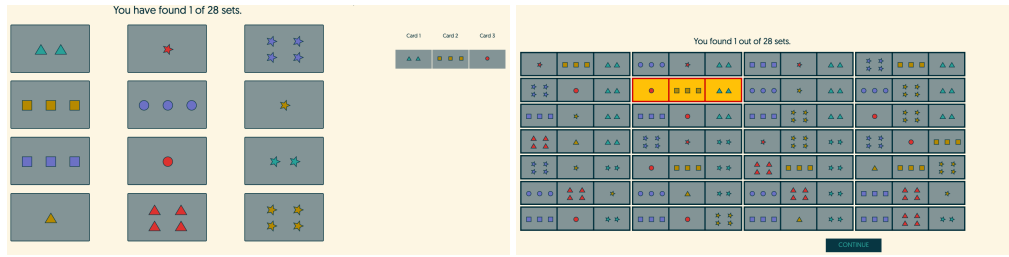 You have found 1 of 28 sets.
Card 1 Card 2 Card 3
You found 1 out of 28 sets.
CONTINUE